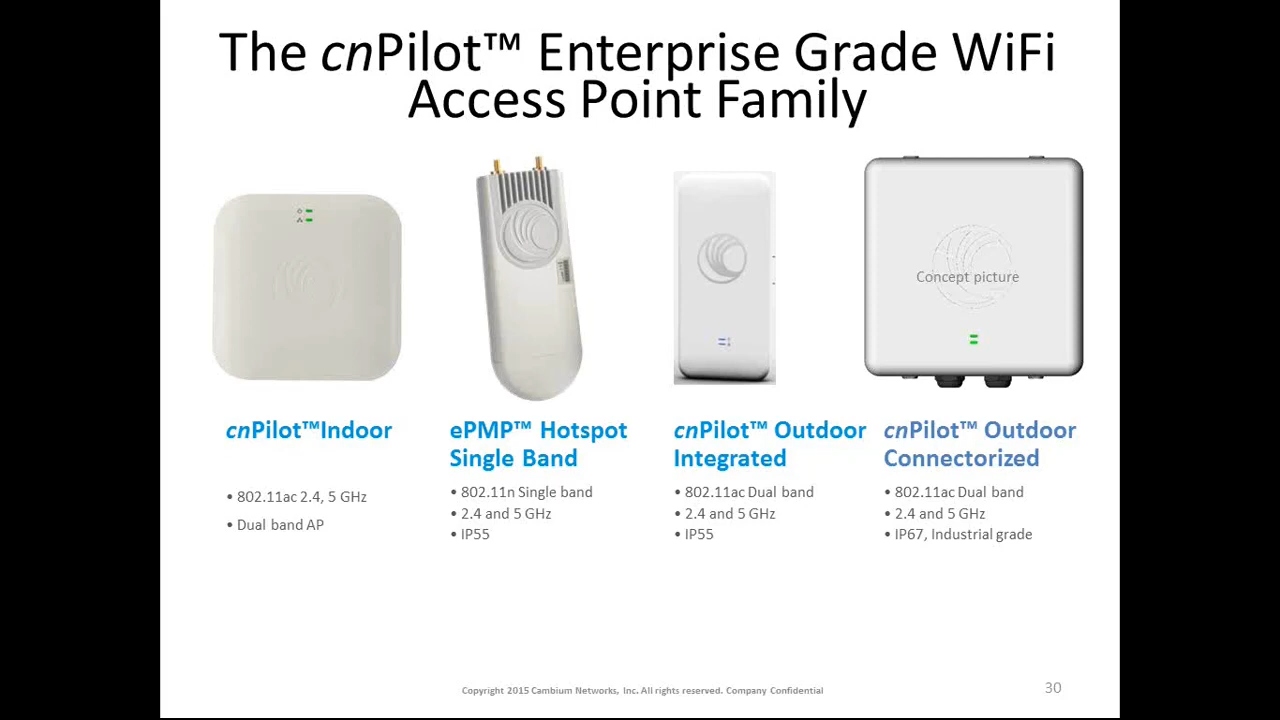 The cnPilot™ Enterprise Grade WiFi
Access Point Family
Concept picture
cnPilot™Indoor
• 802.11ac 2.4, 5 GHz
• Dual band AP
ePMP™ Hotspot
Single Band
• 802.11n Single band
• 2.4 and 5 GHz
• IP55
cnPilot™ Outdoor
Integrated
• 802.11ac Dual band
• 2.4 and 5 GHz
• IP55
cnPilot™ Outdoor
Connectorized
• 802.11ac Dual band
• 2.4 and 5 GHz
• IP67, Industrial grade
Copyright 2015 Cambium Networks, Inc. All rights reserved. Company Confidential
30